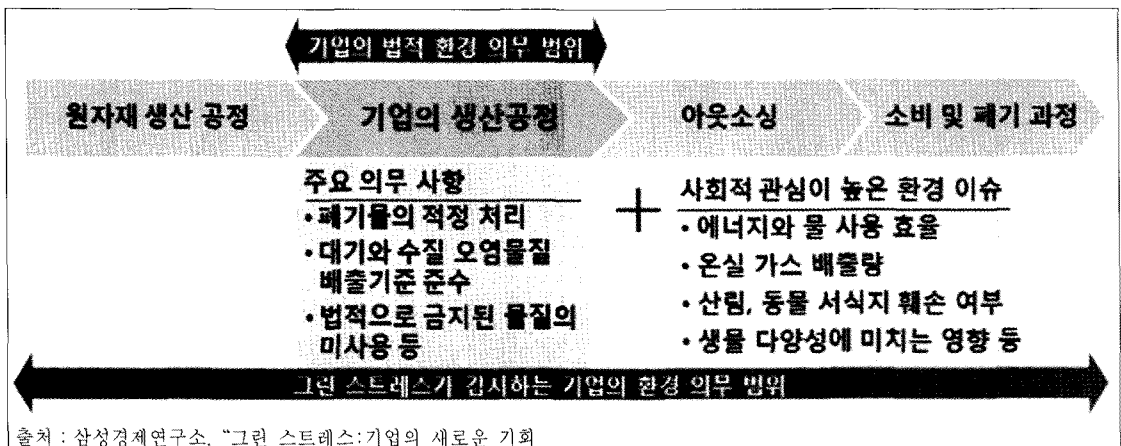 기업의 법적 환경 의무 범위
원자재 생산 공정
기업의 생산공정
아웃소싱
소비 및 폐기 과정
주요 의무 사항
•폐기물의 적정 처리
•대기와 수질 오염물질
배출기준 준수
•법적으로 금지된 물질의
미사용 등
+
사회적 관심이 높은 환경 이슈
• 에너지와 물 사용 효율
• 온실 가스 배출량
• 산림, 동물 서식지 훼손 여부
• 생물 다양성에 미치는 영향 등
그린 스트레스가 감시하는 기업의 환경 의무 범위
출처 : 삼성경제연구소, “그린 스트레스:기업의 새로운 기회